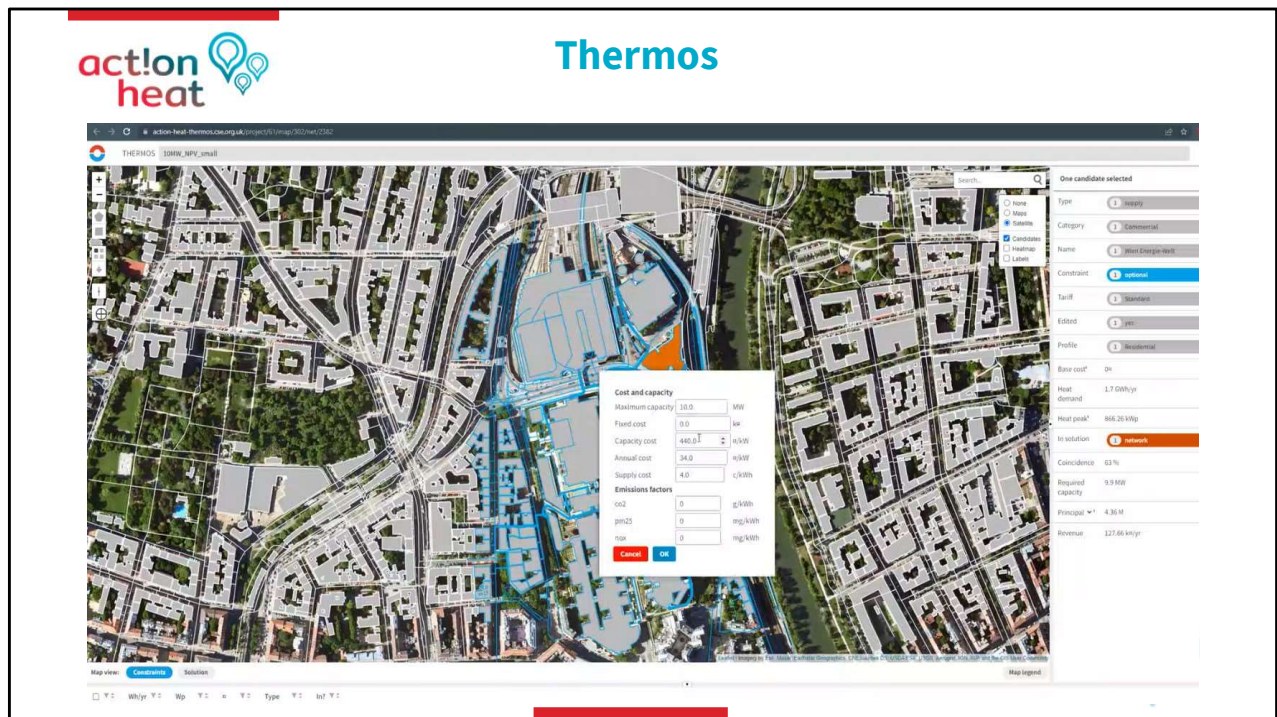 act!on
heat
Thermos
action-heat-thermos.cse.org.uk/project/61/map/302/net/2382
THERMOS 10MW_NPV_small
+
−
Search...
None
Maps
Satellite
Candidates
Heatmap
Labels
One candidate selected
Type supply
Category Commercial
Name Wien Energie-Welt
Constraint optional
Tariff Standard
Edited yes
Profile Residential
Base cost* 0¤
Heat demand 1.7 GWh/yr
Heat peak* 866.26 kWp
In solution network
Coincidence 63 %
Required capacity 9.9 MW
Principal 4.36 M
Revenue 127.66 k¤/yr
Cost and capacity
Maximum capacity 10.0 MW
Fixed cost 0.0 k¤
Capacity cost 440.0 ¤/kW
Annual cost 34.0 ¤/kW
Supply cost 4.0 c/kWh
Emissions factors
co2 0 g/kWh
pm25 0 mg/kWh
nox 0 mg/kWh
Cancel OK
Map view: Constraints Solution
Map legend
Wh/yr Wp ¤ Type In?